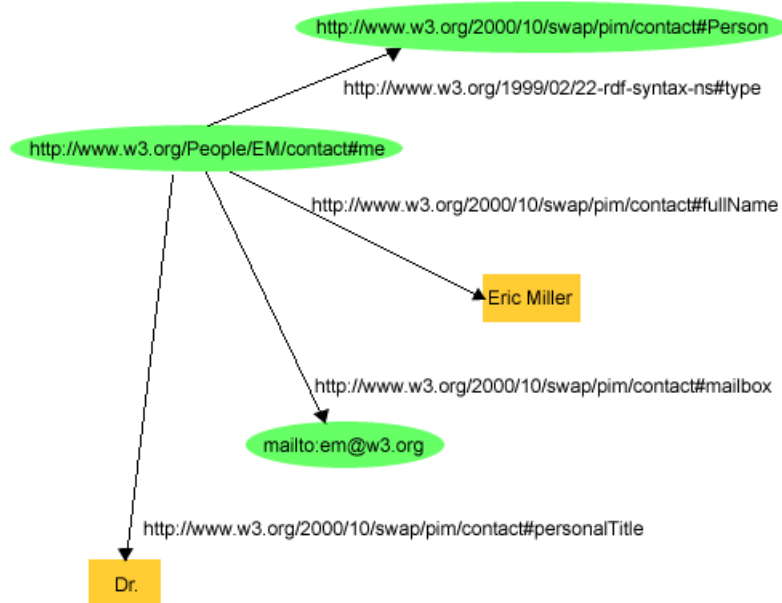 http://www.w3.org/2000/10/swap/pim/contact#Person
http://www.w3.org/1999/02/22-rdf-syntax-ns#type
http://www.w3.org/People/EM/contact#me
http://www.w3.org/2000/10/swap/pim/contact#fullName
Eric Miller
http://www.w3.org/2000/10/swap/pim/contact#mailbox
mailto:em@w3.org
http://www.w3.org/2000/10/swap/pim/contact#personalTitle
Dr.